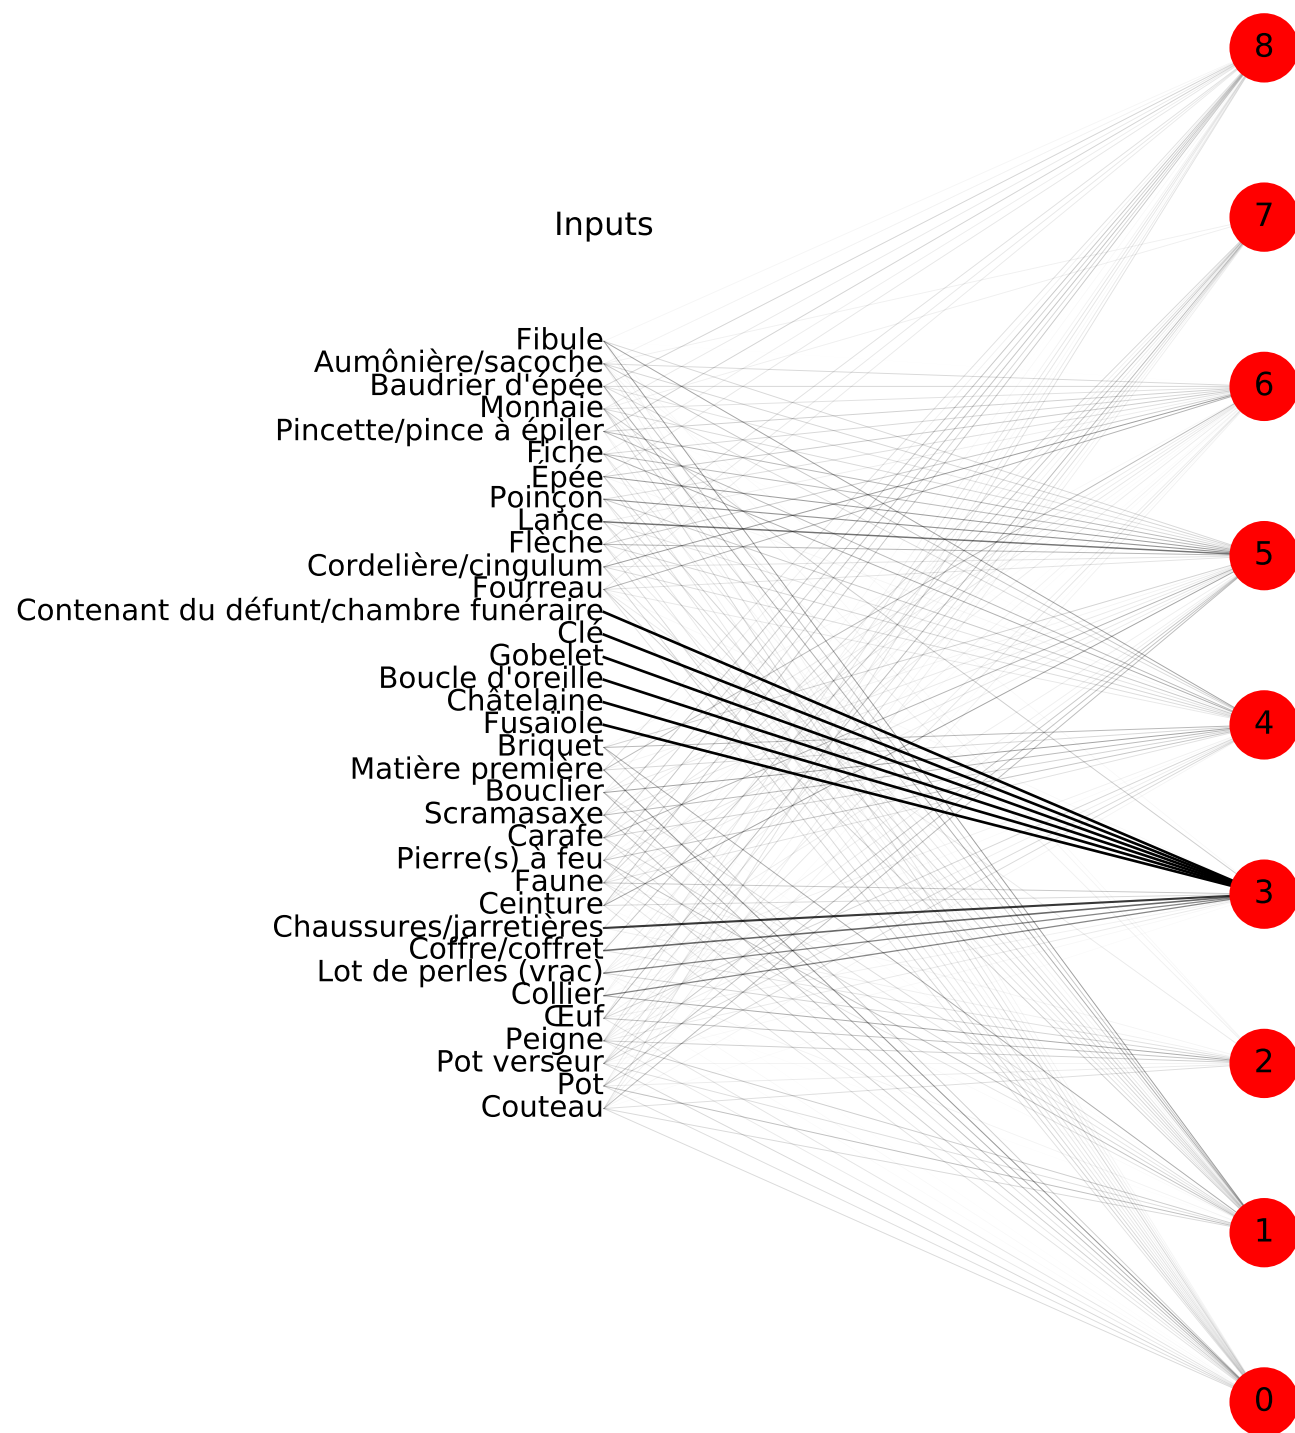 8
7
Inputs
Fibule
Aumônière/sacoche
Baudrier d'épée
6
Monnaie
Pincette/pince à épiler
Fiche
Épée
Poinçon
Lance
Flèche
5
Cordelière/cingulum
Fourreau
Contenant du défunt/chambre funéraire
Clé
Gobelet
Boucle d'oreille
Châtelaine
Fusaïole
4
Briquet
Matière première
Bouclier
Scramasaxe
Carafe
Pierre(s) à feu
Faune
3
Ceinture
Chaussures/jarretières
Coffre/coffret
Lot de perles (vrac)
Collier
Œuf
Peigne
Pot verseur
2
Pot
Couteau
1
0